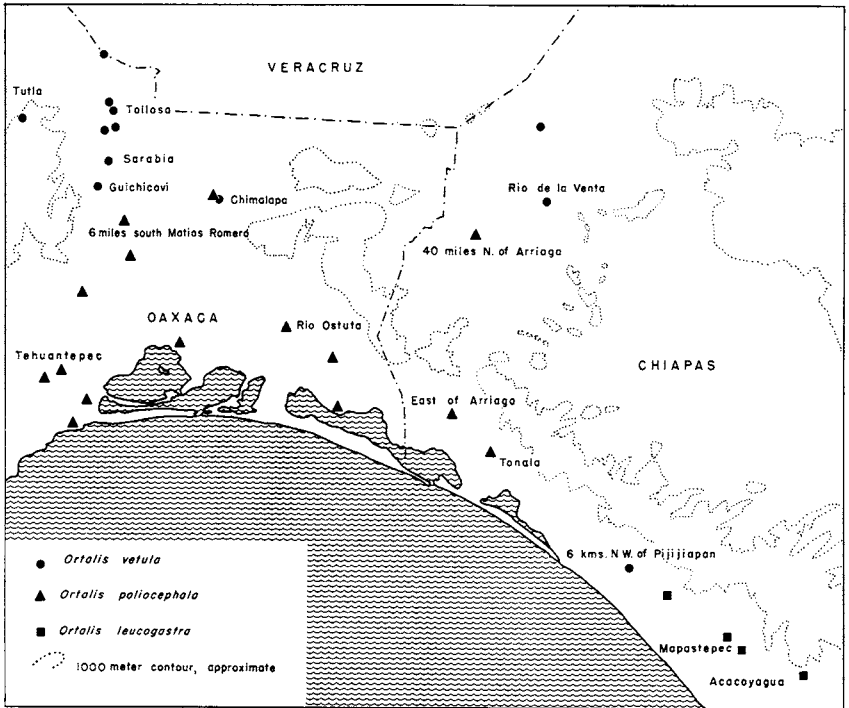 VERACRUZ
Tutla
Tollosa
Sarabia
Guichicovi
Chimalapa
Rio de la Venta
6 miles south Matias Romero
40 miles N. of Arriaga
OAXACA
Rio Ostuta
Tehuantepec
CHIAPAS
East of Arriaga
Tonala
6 kms. N.W. of Pijijiapan
Mapastepec
Acacoyagua
Ortalis vetula
Ortalis poliocephala
Ortalis leucogastra
1000 meter contour, approximate